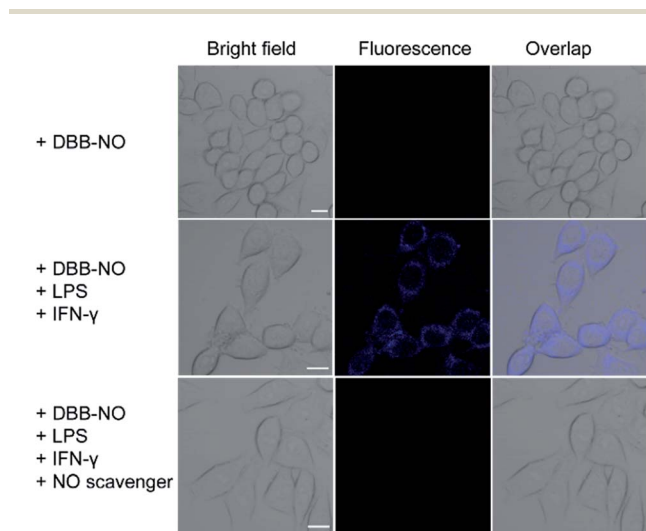 Bright field Fluorescence Overlap
+ DBB-NO
+ DBB-NO
+ LPS
+ IFN-γ
+ DBB-NO
+ LPS
+ IFN-γ
+ NO scavenger